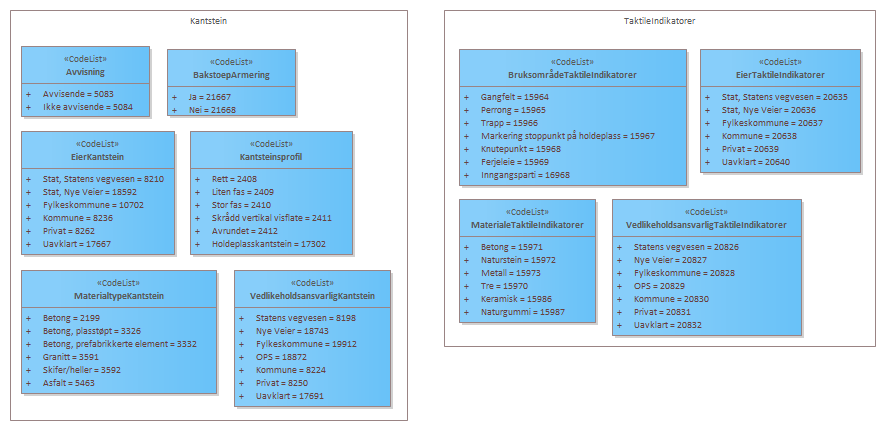 Kantstein
«CodeList»
Avvisning
+ Avvisende = 5083
+ Ikke avvisende = 5084
«CodeList»
BakstoepArmering
+ Ja = 21667
+ Nei = 21668
«CodeList»
EierKantstein
+ Stat, Statens vegvesen = 8210
+ Stat, Nye Veier = 18592
+ Fylkeskommune = 10702
+ Kommune = 8236
+ Privat = 8262
+ Uavklart = 17667
«CodeList»
Kantsteinsprofil
+ Rett = 2408
+ Liten fas = 2409
+ Stor fas = 2410
+ Skrådd vertikal visflate = 2411
+ Avrundet = 2412
+ Holdeplasskantstein = 17302
«CodeList»
MaterialtypeKantstein
+ Betong = 2199
+ Betong, plasstøpt = 3326
+ Betong, prefabrikkerte element = 3332
+ Granitt = 3591
+ Skifer/heller = 3592
+ Asfalt = 5463
«CodeList»
VedlikeholdsansvarligKantstein
+ Statens vegvesen = 8198
+ Nye Veier = 18743
+ Fylkeskommune = 19912
+ OPS = 18872
+ Kommune = 8224
+ Privat = 8250
+ Uavklart = 17691
TaktileIndikatorer
«CodeList»
BruksområdeTaktileIndikatorer
+ Gangfelt = 15964
+ Perrong = 15965
+ Trapp = 15966
+ Markering stoppunkt på holdeplass = 15967
+ Knutepunkt = 15968
+ Ferjeleie = 15969
+ Inngangsparti = 16968
«CodeList»
EierTaktileIndikatorer
+ Stat, Statens vegvesen = 20635
+ Stat, Nye Veier = 20636
+ Fylkeskommune = 20637
+ Kommune = 20638
+ Privat = 20639
+ Uavklart = 20640
«CodeList»
MaterialeTaktileIndikatorer
+ Betong = 15971
+ Naturstein = 15972
+ Metall = 15973
+ Tre = 15970
+ Keramisk = 15986
+ Naturgummi = 15987
«CodeList»
VedlikeholdsansvarligTaktileIndikatorer
+ Statens vegvesen = 20826
+ Nye Veier = 20827
+ Fylkeskommune = 20828
+ OPS = 20829
+ Kommune = 20830
+ Privat = 20831
+ Uavklart = 20832